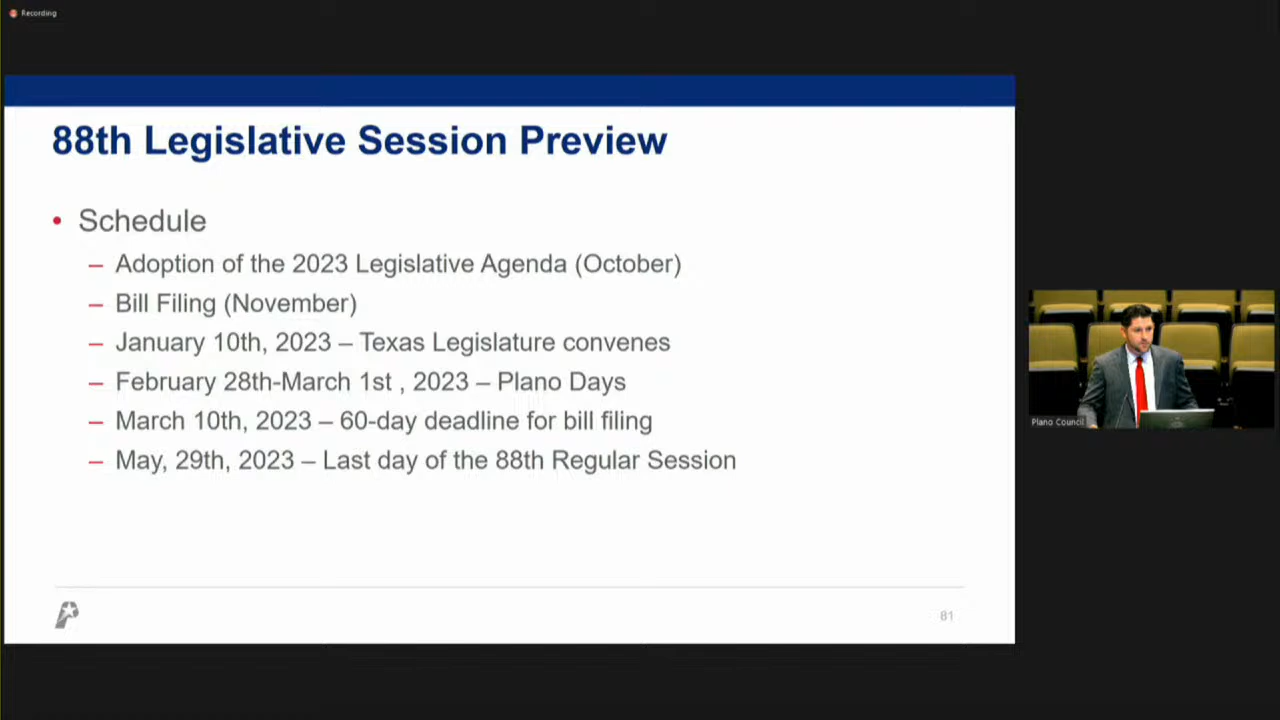 Recording
88th Legislative Session Preview
• Schedule
– Adoption of the 2023 Legislative Agenda (October)
– Bill Filing (November)
– January 10th, 2023 – Texas Legislature convenes
– February 28th-March 1st , 2023 – Plano Days
– March 10th, 2023 – 60-day deadline for bill filing
– May, 29th, 2023 – Last day of the 88th Regular Session
Plano Council
81